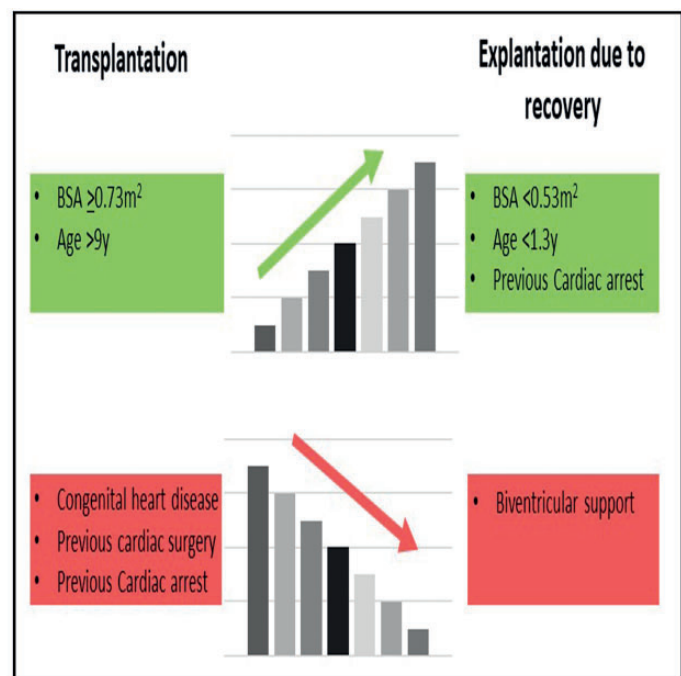 Transplantation
Explantation due to
recovery
• BSA ≥0.73m²
• Age >9y
• BSA <0.53m²
• Age <1.3y
• Previous Cardiac arrest
• Congenital heart disease
• Previous cardiac surgery
• Previous Cardiac arrest
• Biventricular support